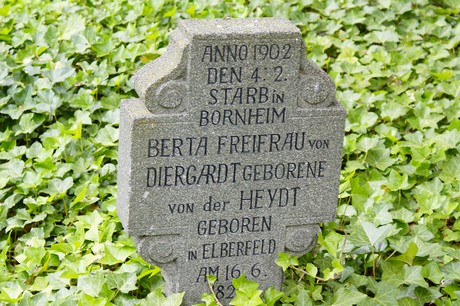 ANNO 1902
DEN 4. 2.
STARB in
BORNHEIM
BERTA FREIFRAU von
DIERGARDT GEBORENE
von der HEYDT
GEBOREN
in ELBERFELD
AM 16 6.